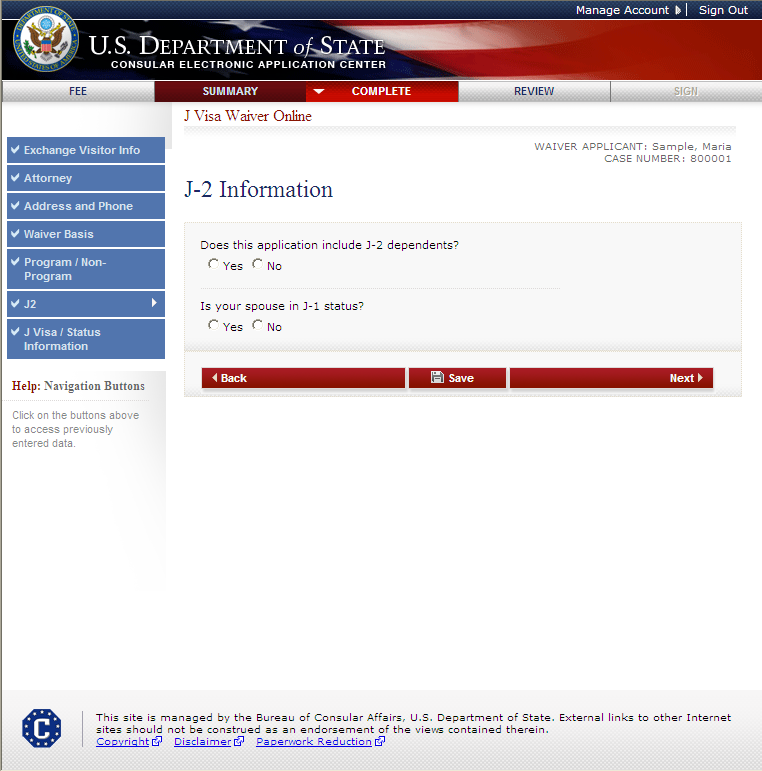 Manage Account Sign Out
U.S. DEPARTMENT of STATE
CONSULAR ELECTRONIC APPLICATION CENTER
FEE SUMMARY COMPLETE REVIEW SIGN
J Visa Waiver Online
WAIVER APPLICANT: Sample, Maria
CASE NUMBER: 800001
Exchange Visitor Info
Attorney
Address and Phone
Waiver Basis
Program / Non-
Program
J2
J Visa / Status
Information
Help: Navigation Buttons
Click on the buttons above
to access previously
entered data.
J-2 Information
Does this application include J-2 dependents?
Yes No
Is your spouse in J-1 status?
Yes No
Back Save Next
C
This site is managed by the Bureau of Consular Affairs, U.S. Department of State. External links to other Internet
sites should not be construed as an endorsement of the views contained therein.
Copyright Disclaimer Paperwork Reduction